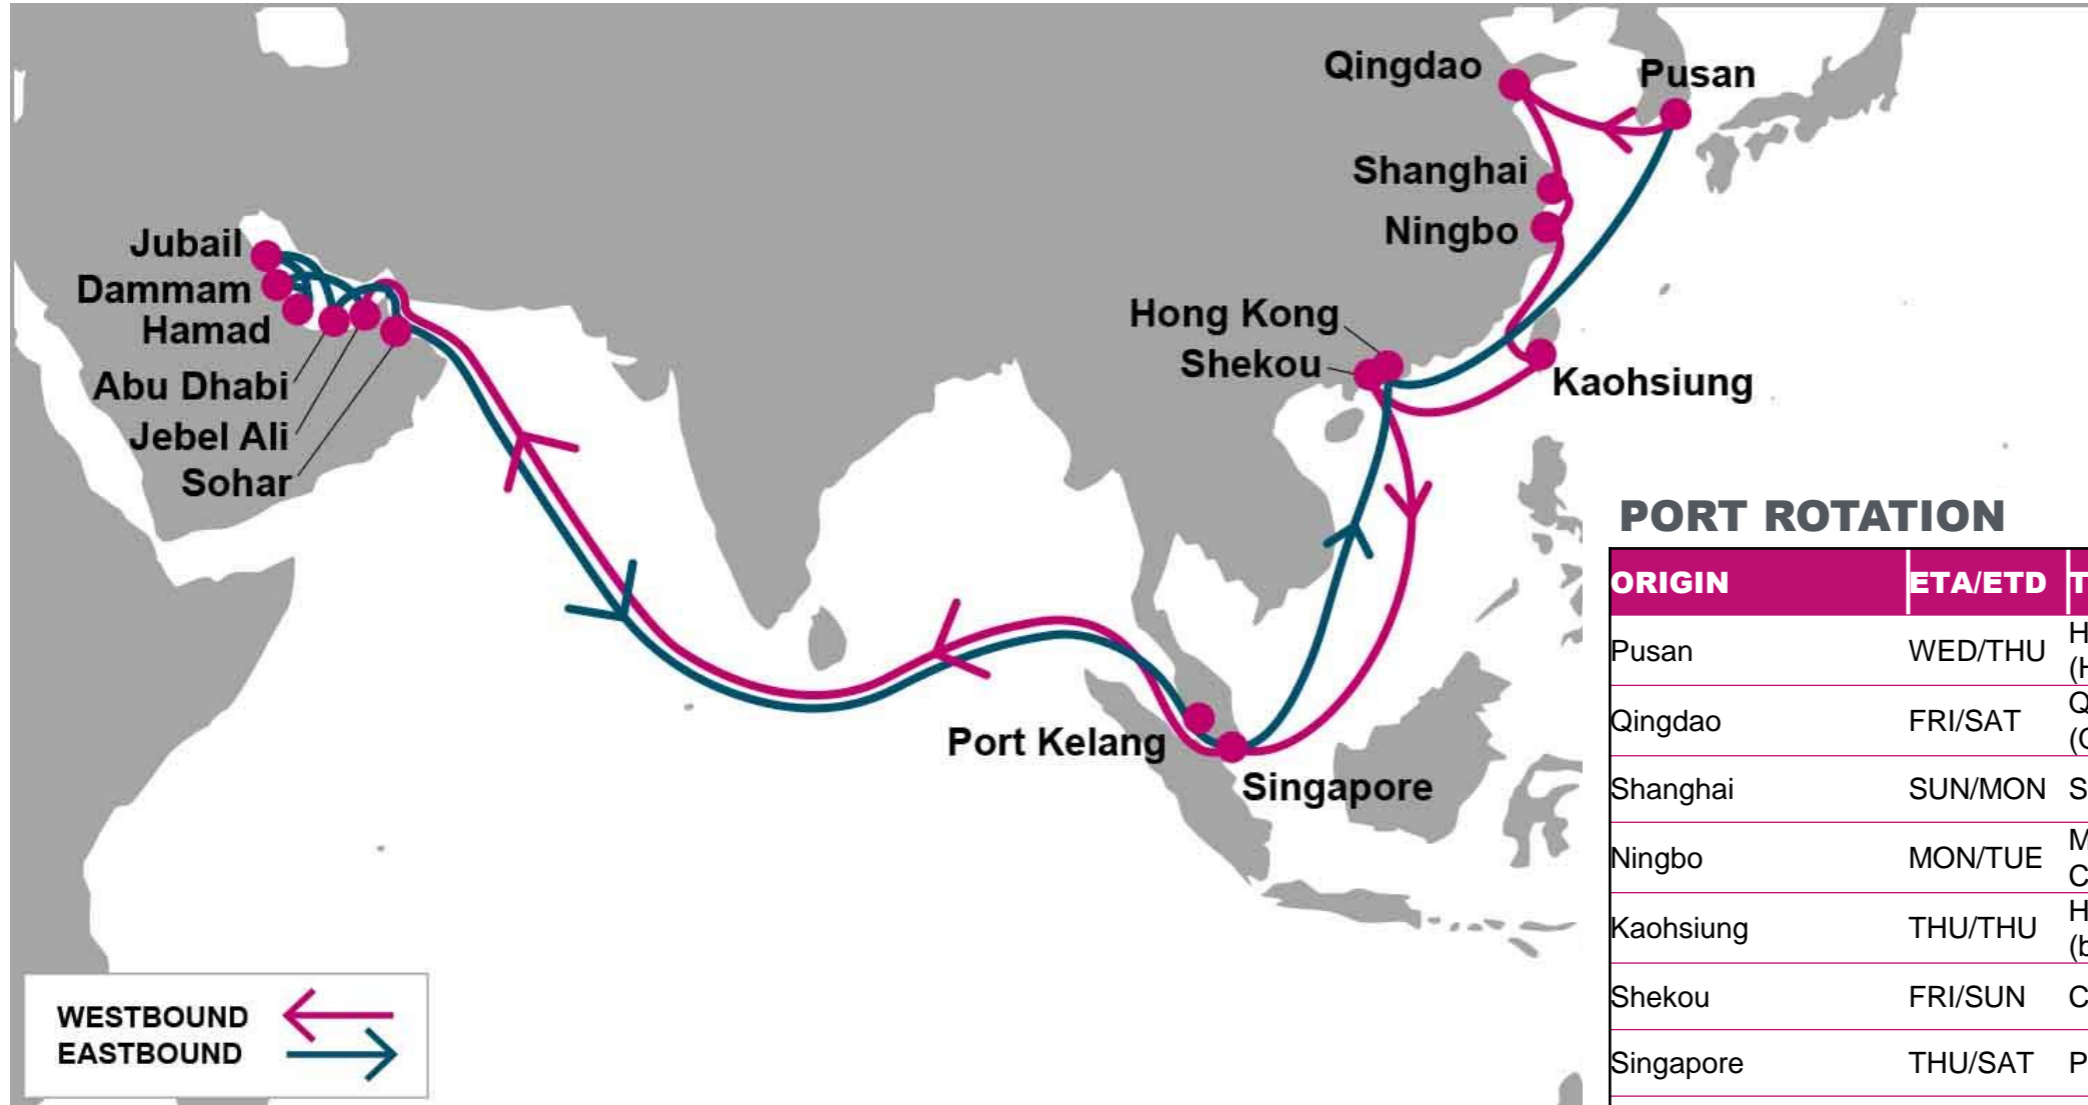 Qingdao
Pusan
Shanghai
Ningbo
Jubail
Dammam
Hamad
Abu Dhabi
Jebel Ali
Sohar
Hong Kong
Shekou
Kaohsiung
Port Kelang
Singapore
WESTBOUND
EASTBOUND
PORT ROTATION
ORIGIN ETA/ETD
Pusan WED/THU
Qingdao FRI/SAT
Shanghai SUN/MON
Ningbo MON/TUE
Kaohsiung THU/THU
Shekou FRI/SUN
Singapore THU/SAT